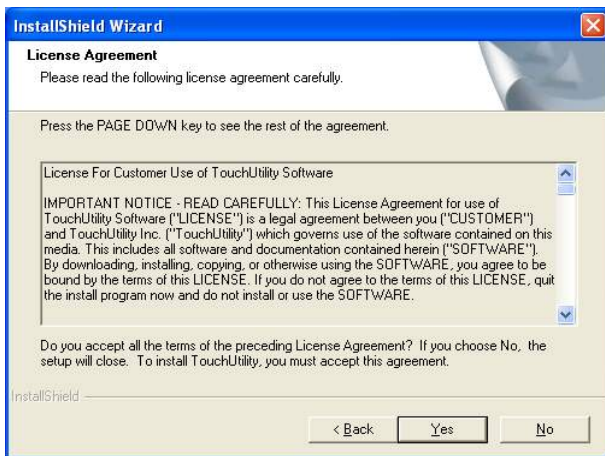 InstallShield Wizard
License Agreement
Please read the following license agreement carefully.
Press the PAGE DOWN key to see the rest of the agreement.
License For Customer Use of TouchUtility Software
IMPORTANT NOTICE - READ CAREFULLY: This License Agreement for use of
TouchUtility Software ("LICENSE") is a legal agreement between you ("CUSTOMER")
and TouchUtility Inc. ("TouchUtility") which governs use of the software contained on this
media. This includes all software and documentation contained herein ("SOFTWARE").
By downloading, installing, copying, or otherwise using the SOFTWARE, you agree to be
bound by the terms of this LICENSE. If you do not agree to the terms of this LICENSE, quit
the install program now and do not install or use the SOFTWARE.
Do you accept all the terms of the preceding License Agreement? If you choose No, the
setup will close. To install TouchUtility, you must accept this agreement.
InstallShield
< Back
Yes
No